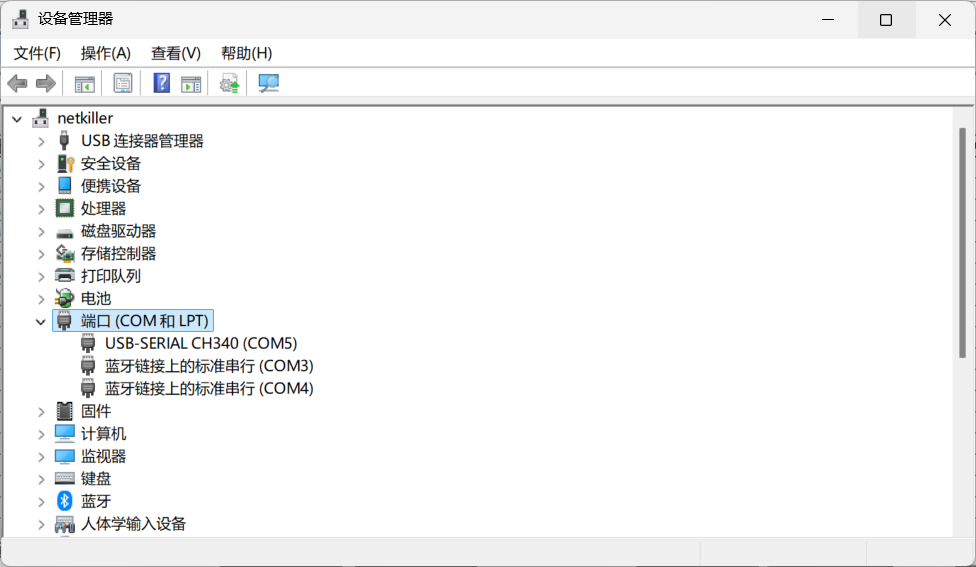 设备管理器
文件(F) 操作(A) 查看(V) 帮助(H)
netkiller
USB 连接器管理器
安全设备
便携设备
处理器
磁盘驱动器
存储控制器
打印队列
电池
端口 (COM 和 LPT)
USB-SERIAL CH340 (COM5)
蓝牙链接上的标准串行 (COM3)
蓝牙链接上的标准串行 (COM4)
固件
计算机
监视器
键盘
蓝牙
人体学输入设备